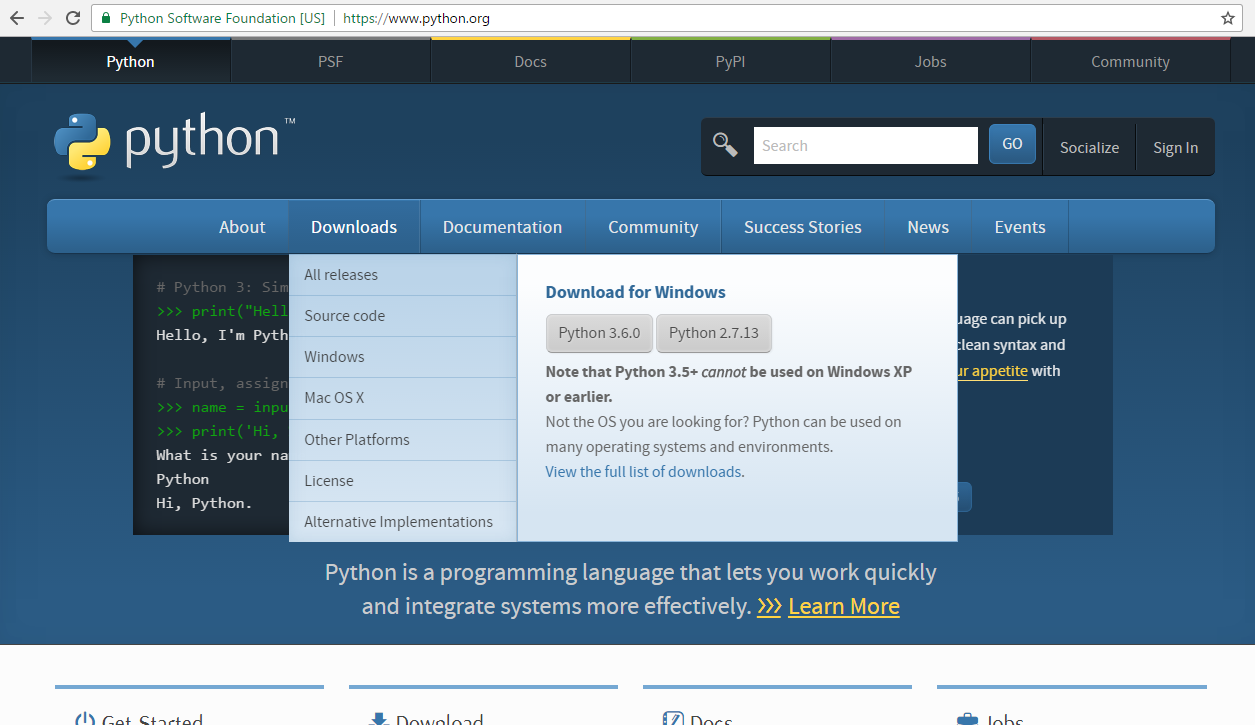 Python Software Foundation [US] | https://www.python.org
Python PSF Docs PyPI Jobs Community
python™
Search GO Socialize Sign In
About Downloads Documentation Community Success Stories News Events
# Python 3: Sim
>>> print("Hell
Hello, I'm Pyth
# Input, assign
>>> name = inpu
>>> print('Hi,
What is your na
Python
Hi, Python.
All releases
Source code
Windows
Mac OS X
Other Platforms
License
Alternative Implementations
Download for Windows
Python 3.6.0 Python 2.7.13
Note that Python 3.5+ cannot be used on Windows XP
or earlier.
Not the OS you are looking for? Python can be used on
many operating systems and environments.
View the full list of downloads.
uage can pick up
clean syntax and
ur appetite with
Python is a programming language that lets you work quickly
and integrate systems more effectively. >>> Learn More
Get Started Download Docs Jobs